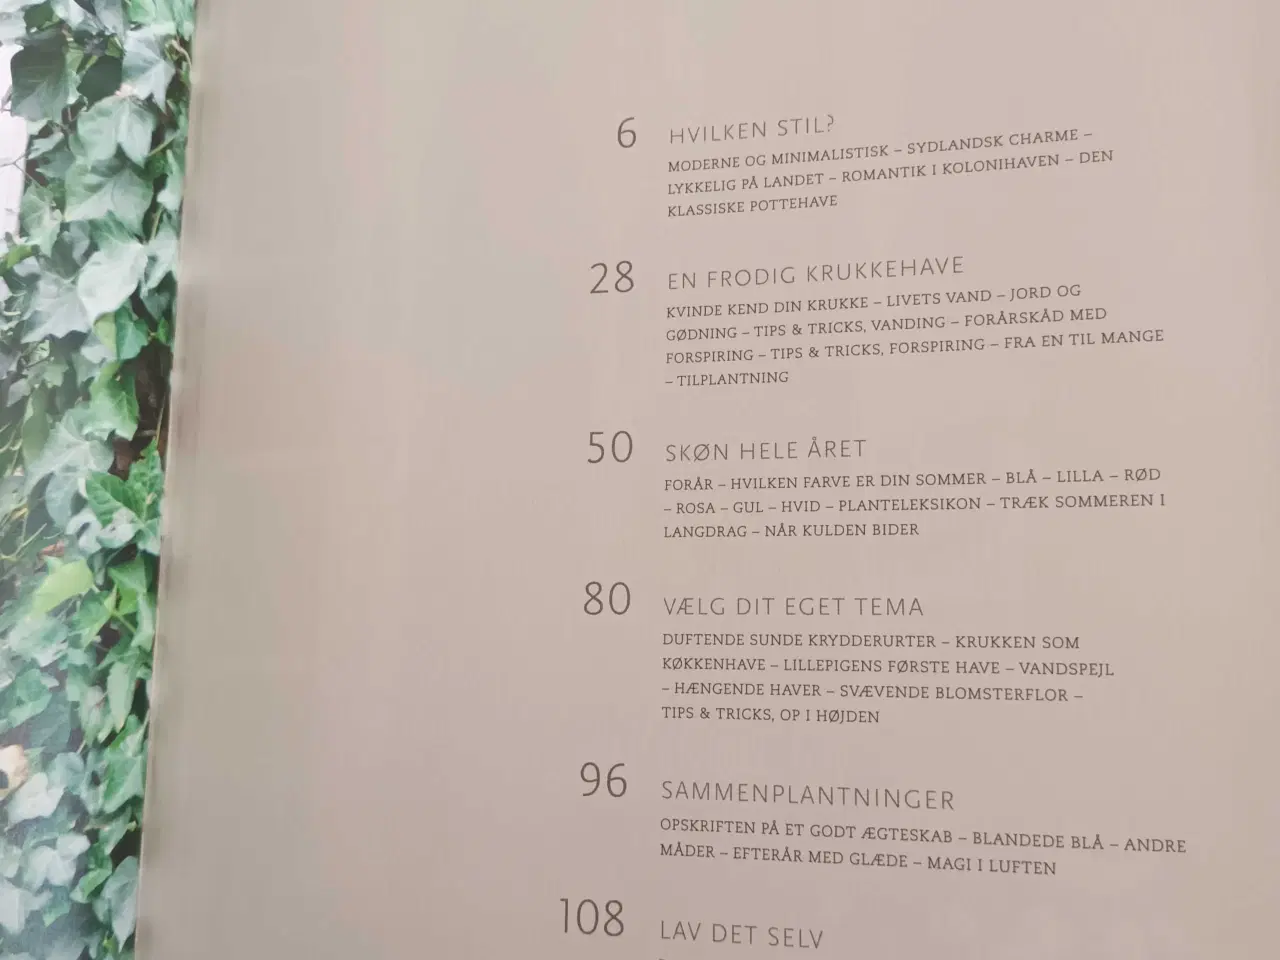 6 HVILKEN STIL?
MODERNE OG MINIMALISTISK – SYDLANDSK CHARME –
LYKKELIG PÅ LANDET – ROMANTIK I KOLONIHAVEN – DEN
KLASSISKE POTTEHAVE
28 EN FRODIG KRUKKEHAVE
KVINDE KEND DIN KRUKKE – LIVETS VAND – JORD OG
GØDNING – TIPS & TRICKS, VANDING – FORÅRSKÅD MED
FORSPIRING – TIPS & TRICKS, FORSPIRING – FRA EN TIL MANGE
– TILPLANTNING
50 SKØN HELE ÅRET
FORÅR – HVILKEN FARVE ER DIN SOMMER – BLÅ – LILLA – RØD
– ROSA – GUL – HVID – PLANTELEKSIKON – TRÆK SOMMEREN I
LANGDRAG – NÅR KULDEN BIDER
80 VÆLG DIT EGET TEMA
DUFTENDE SUNDE KRYDDERURTER – KRUKKEN SOM
KØKKENHAVE – LILLEPIGENS FØRSTE HAVE – VANDSPEJL
– HÆNGENDE HAVER – SVÆVENDE BLOMSTERFLOR –
TIPS & TRICKS, OP I HØJDEN
96 SAMMENPLANTNINGER
OPSKRIFTEN PÅ ET GODT ÆGTESKAB – BLANDEDE BLÅ – ANDRE
MÅDER – EFTERÅR MED GLÆDE – MAGI I LUFTEN
108 LAV DET SELV